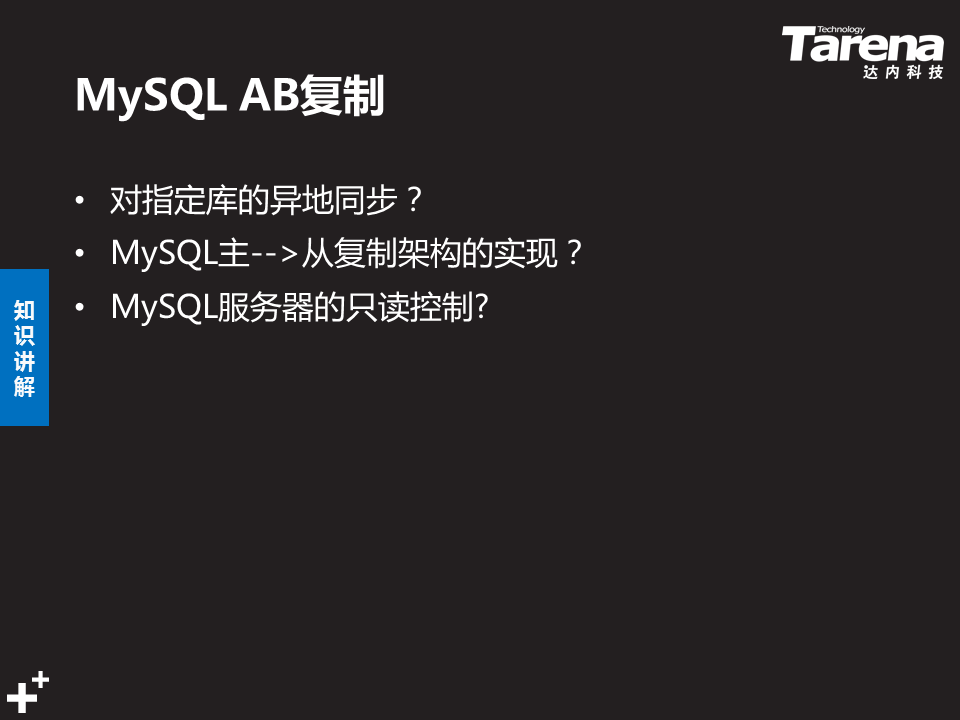 Technology
Tarena
达内科技
MySQL AB复制
• 对指定库的异地同步？
• MySQL主-->从复制架构的实现？
• MySQL服务器的只读控制?
知
识
讲
解